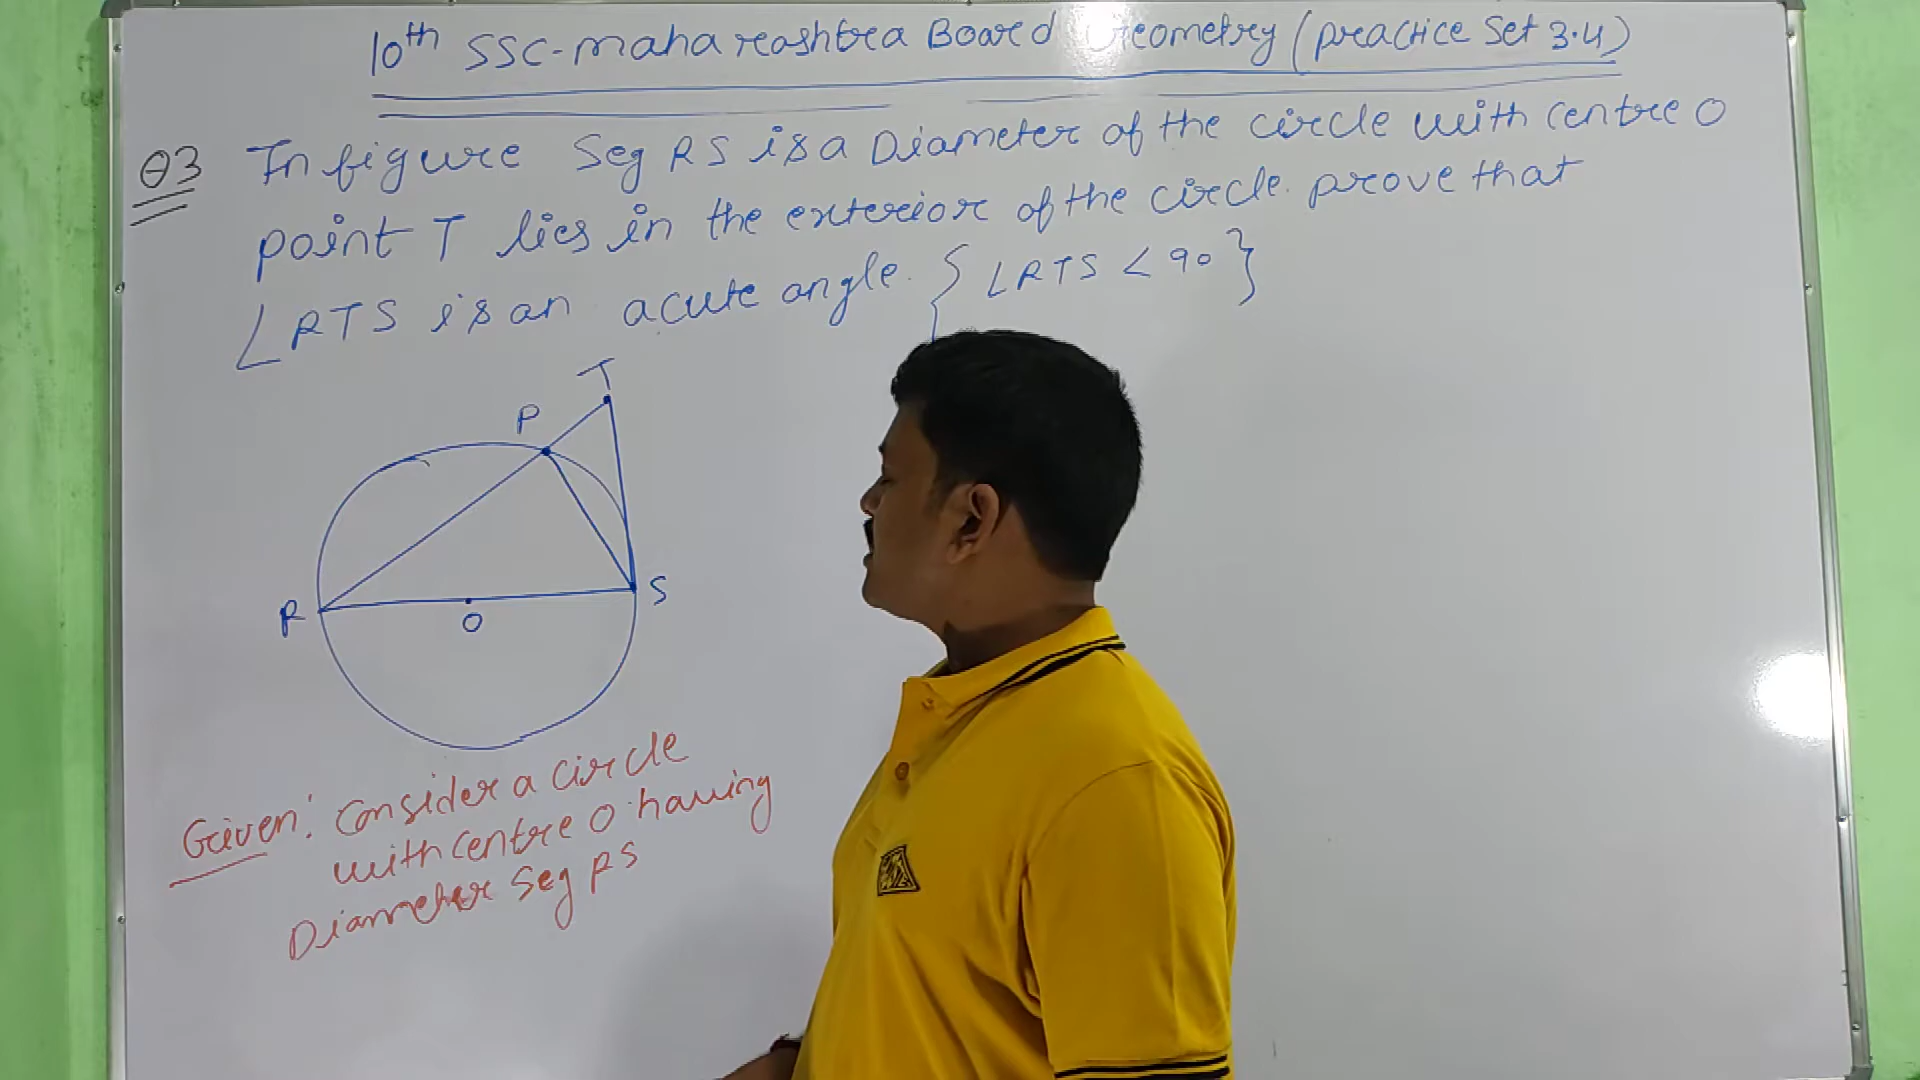 10th SSC-maharashtra Board Geometry (practice Set 3.4)
Q3 In figure Seg RS is a Diameter of the circle with centre O
point T lies in the exterior of the circle. prove that
∠RTS is an acute angle. { ∠RTS < 90 }
T
P
R
O
S
Given: Consider a circle
with centre O having
Diameter Seg RS